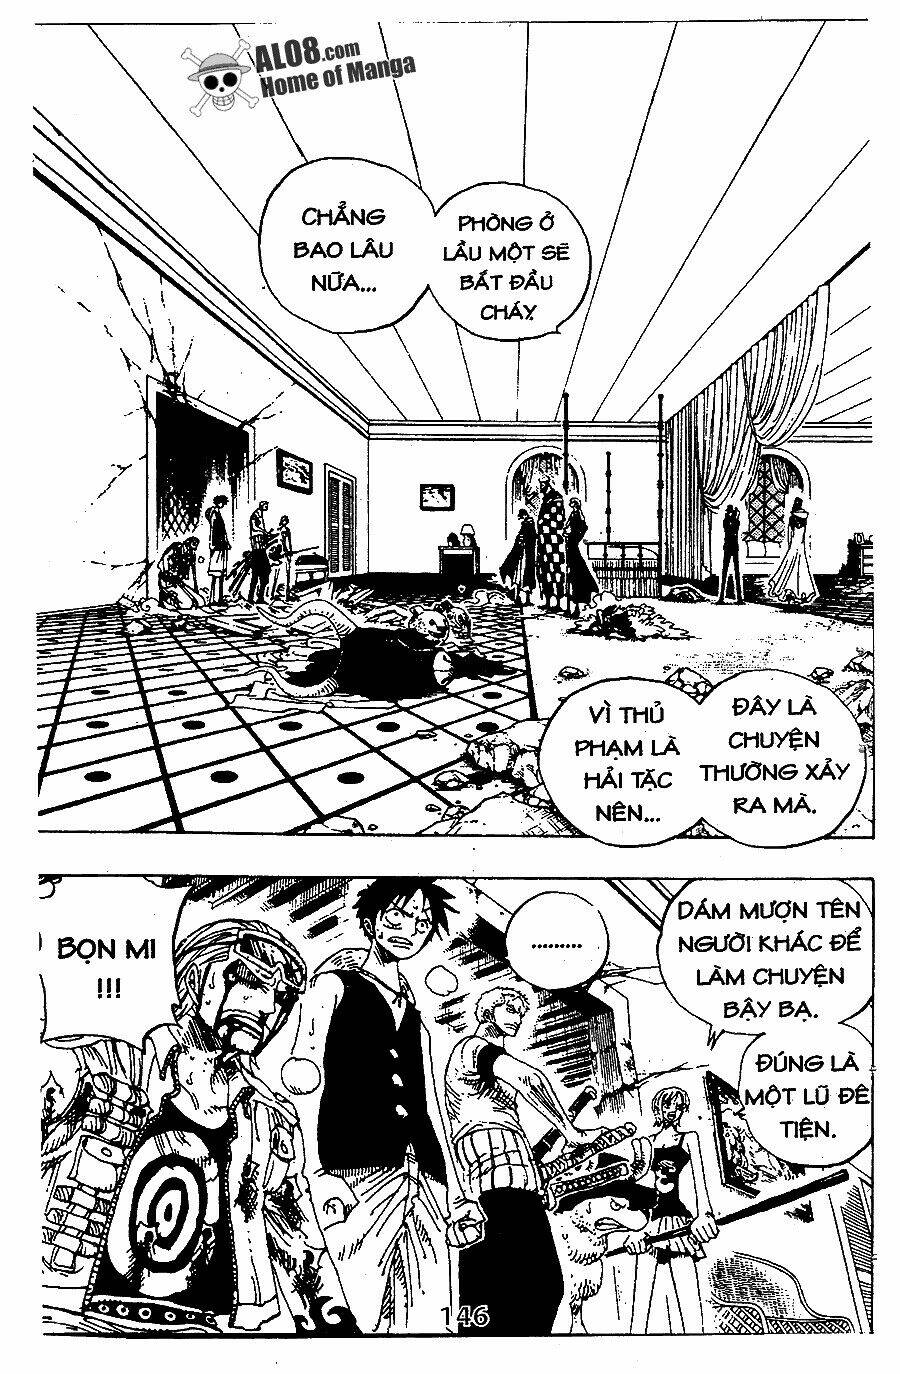 AL08.com
Home of Manga
PHÒNG Ở
LẦU MỘT SẼ
BẮT ĐẦU
CHÁY.
CHẲNG
BAO LÂU
NỮA...
ĐÂY LÀ
CHUYỆN
THƯỜNG XẢY
RA MÀ.
VÌ THỦ
PHẠM LÀ
HẢI TẶC
NÊN...
DÁM MƯỢN TÊN
NGƯỜI KHÁC ĐỂ
LÀM CHUYỆN
BẬY BẠ.
ĐÚNG LÀ
MỘT LŨ ĐÊ
TIỆN.
..........
BỌN MI
!!!
146